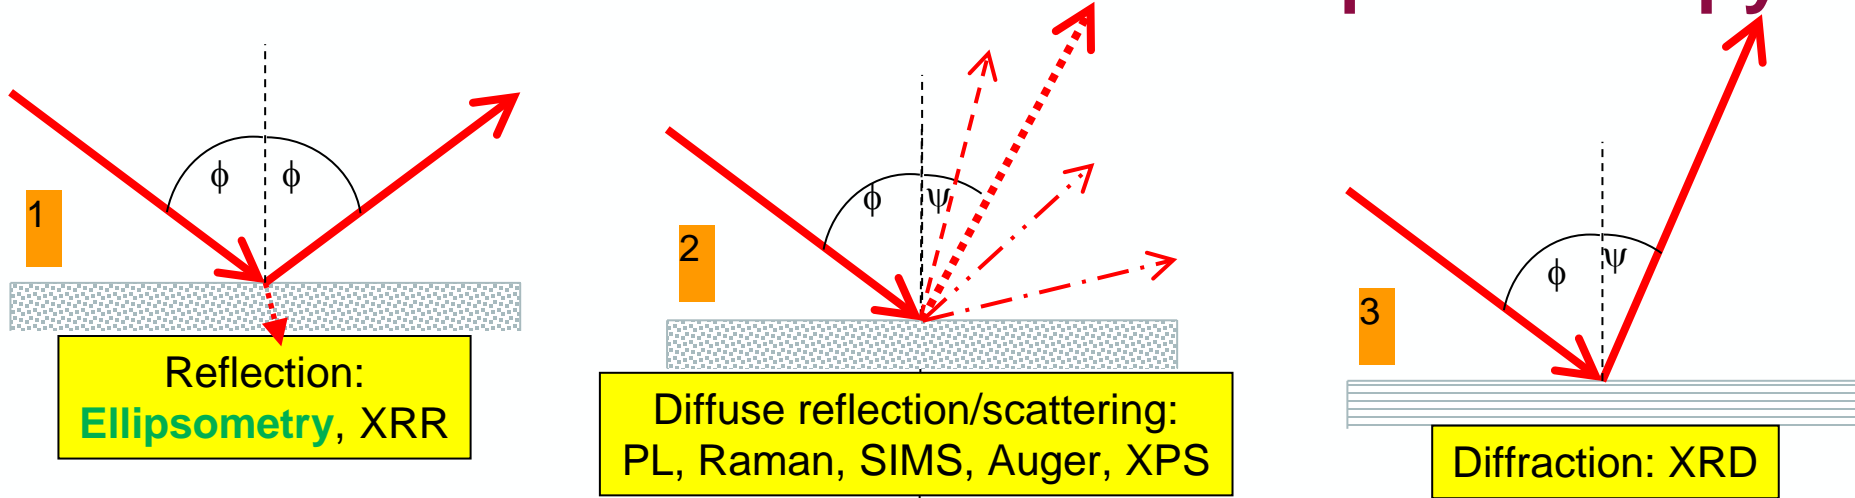 1
ϕ ϕ
Reflection:
Ellipsometry, XRR
2
ϕ ψ
Diffuse reflection/scattering:
PL, Raman, SIMS, Auger, XPS
3
ϕ ψ
Diffraction: XRD